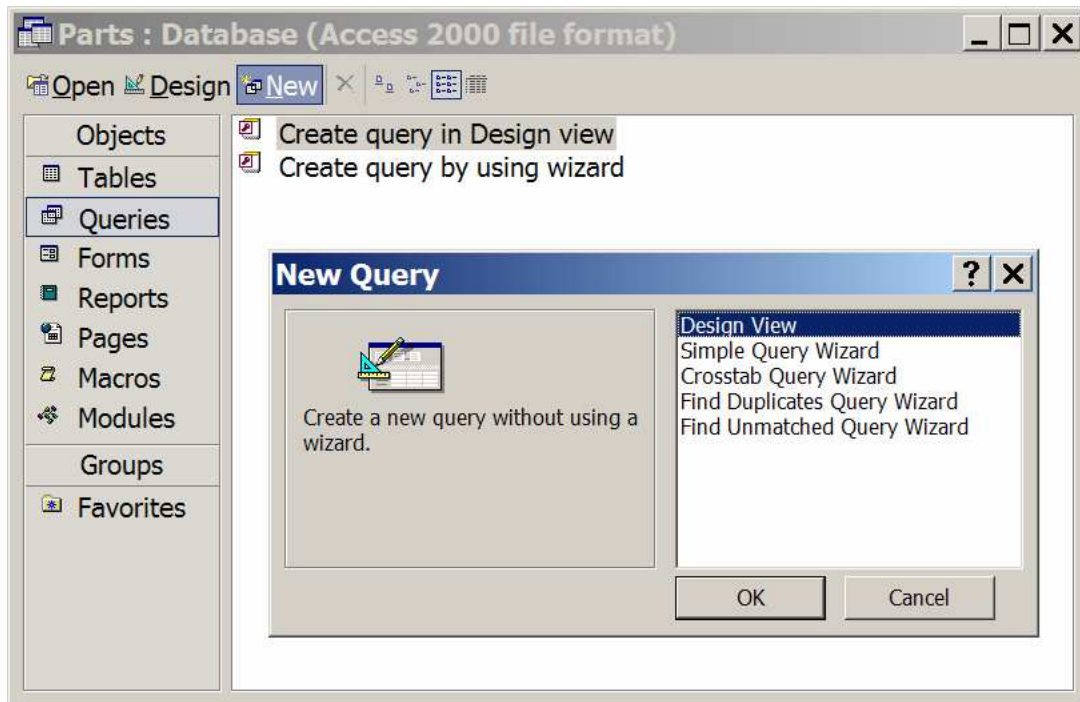 Parts : Database (Access 2000 file format)
Open Design New
Objects
Tables
Queries
Forms
Reports
Pages
Macros
Modules
Groups
Favorites
Create query in Design view
Create query by using wizard
New Query
Create a new query without using a
wizard.
Design View
Simple Query Wizard
Crosstab Query Wizard
Find Duplicates Query Wizard
Find Unmatched Query Wizard
OK Cancel